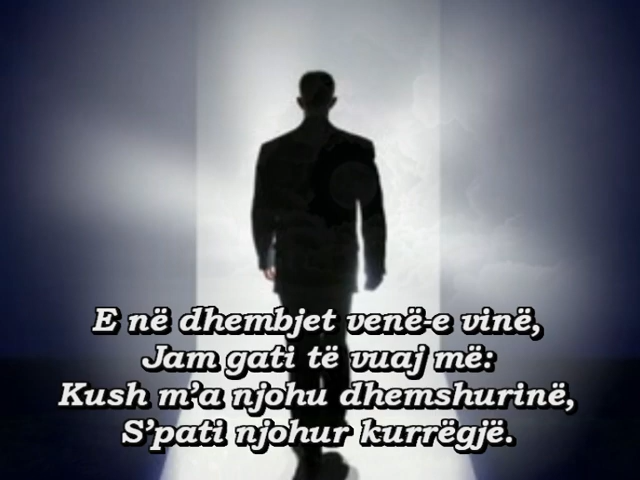 E në dhembjet venë-e vinë,
Jam gati të vuaj më:
Kush m’a njohu dhemshurinë,
S’pati njohur kurrëgjë.